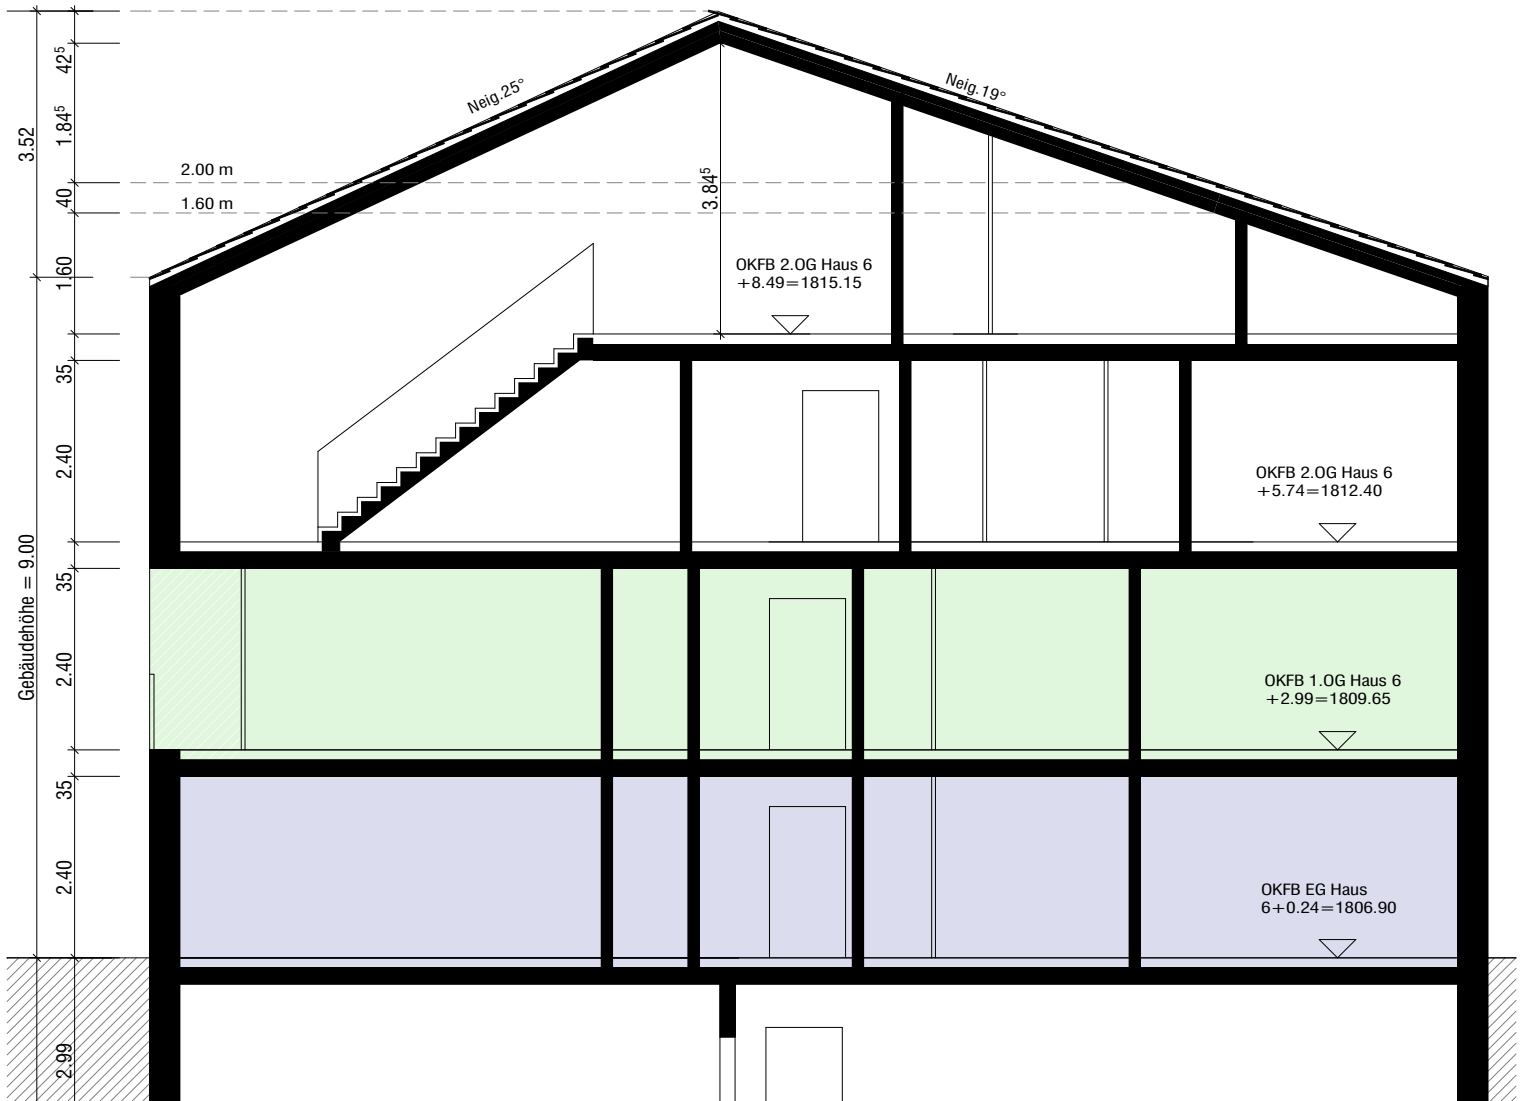 42⁵
1.84⁵
3.52
40
1.60
35
2.40
Gebäudehöhe = 9.00
35
2.40
35
2.40
2.99
Neig.25°
Neig.19°
2.00 m
1.60 m
3.84⁵
OKFB 2.OG Haus 6
+8.49=1815.15
OKFB 2.OG Haus 6
+5.74=1812.40
OKFB 1.OG Haus 6
+2.99=1809.65
OKFB EG Haus
6+0.24=1806.90